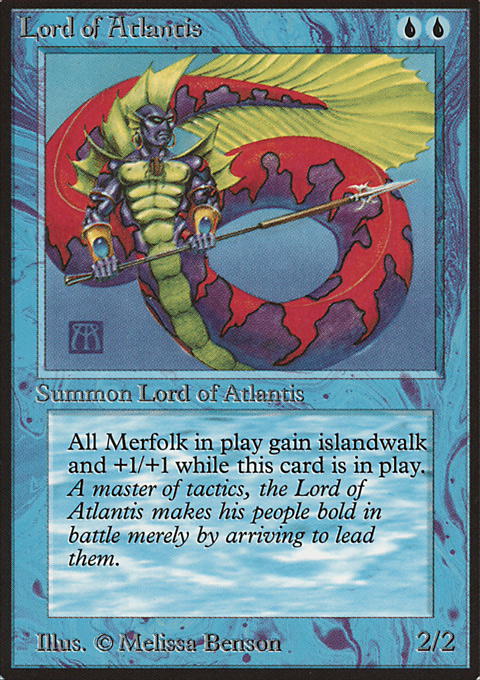 Lord of Atlantis
Summon Lord of Atlantis
All Merfolk in play gain islandwalk
and +1/+1 while this card is in play.
A master of tactics, the Lord of
Atlantis makes his people bold in
battle merely by arriving to lead
them.
Illus. © Melissa Benson
2/2